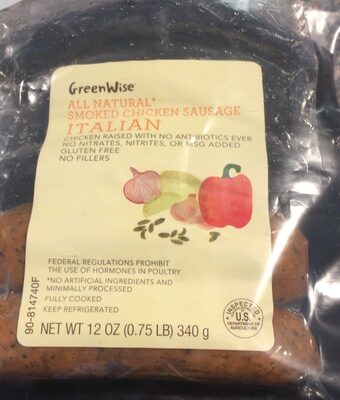 GreenWise
ALL NATURAL*
SMOKED CHICKEN SAUSAGE
ITALIAN
CHICKEN RAISED WITH NO ANTIBIOTICS EVER
NO NITRATES, NITRITES, OR MSG ADDED
GLUTEN FREE
NO FILLERS
FEDERAL REGULATIONS PROHIBIT
THE USE OF HORMONES IN POULTRY.
*NO ARTIFICIAL INGREDIENTS AND
MINIMALLY PROCESSED
FULLY COOKED
KEEP REFRIGERATED
90-814740F
NET WT 12 OZ (0.75 LB) 340 g
INSPECTED
U.S.
DEPARTMENT OF
AGRICULTURE